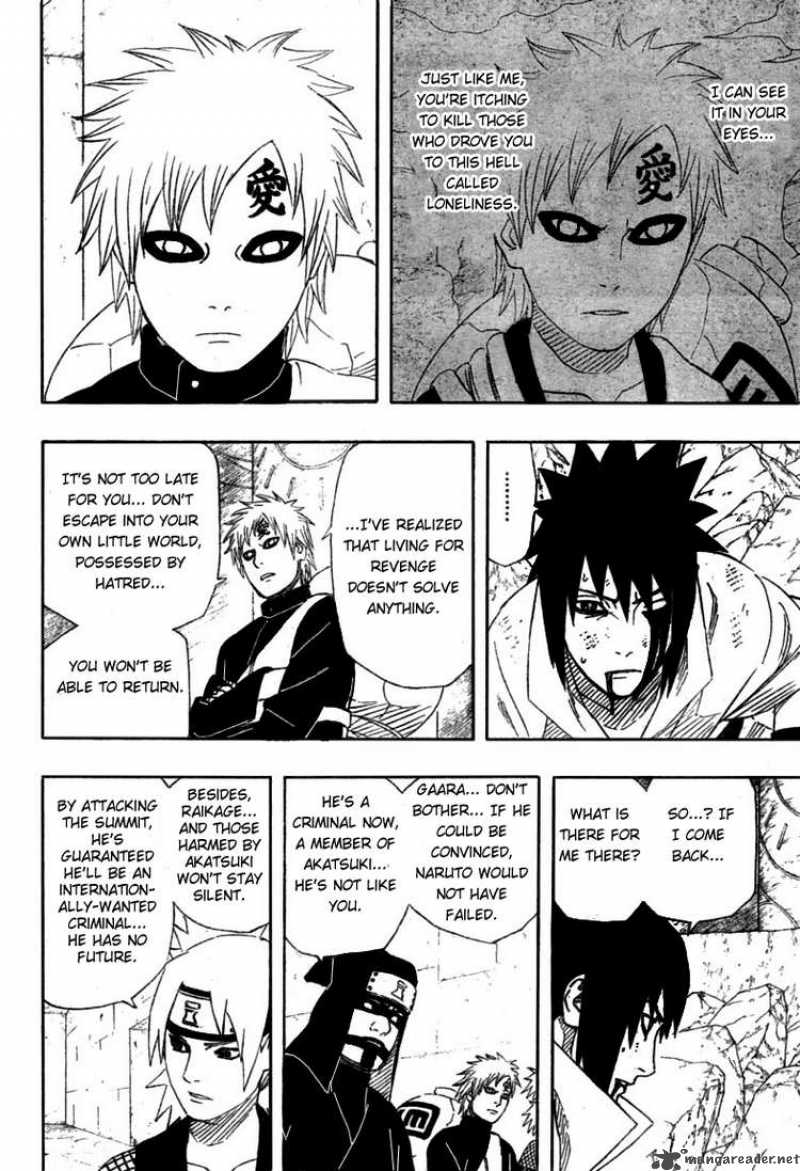 I CAN SEE
IT IN YOUR
EYES...
JUST LIKE ME,
YOU'RE ITCHING
TO KILL THOSE
WHO DROVE YOU
TO THIS HELL
CALLED
LONELINESS.
愛
愛
..........
...I'VE REALIZED
THAT LIVING FOR
REVENGE
DOESN'T SOLVE
ANYTHING.
IT'S NOT TOO LATE
FOR YOU... DON'T
ESCAPE INTO YOUR
OWN LITTLE WORLD,
POSSESSED BY
HATRED...
YOU WON'T BE
ABLE TO RETURN.
愛
SO...? IF
I COME
BACK...
WHAT IS
THERE FOR
ME THERE?
GAARA... DON'T
BOTHER... IF HE
COULD BE
CONVINCED,
NARUTO WOULD
NOT HAVE
FAILED.
HE'S A
CRIMINAL NOW,
A MEMBER OF
AKATSUKI...
HE'S NOT LIKE
YOU.
BESIDES,
RAIKAGE...
AND THOSE
HARMED BY
AKATSUKI
WON'T STAY
SILENT.
BY ATTACKING
THE SUMMIT,
HE'S
GUARANTEED
HE'LL BE AN
INTERNATION-
ALLY-WANTED
CRIMINAL...
HE HAS NO
FUTURE.
mangareader.net